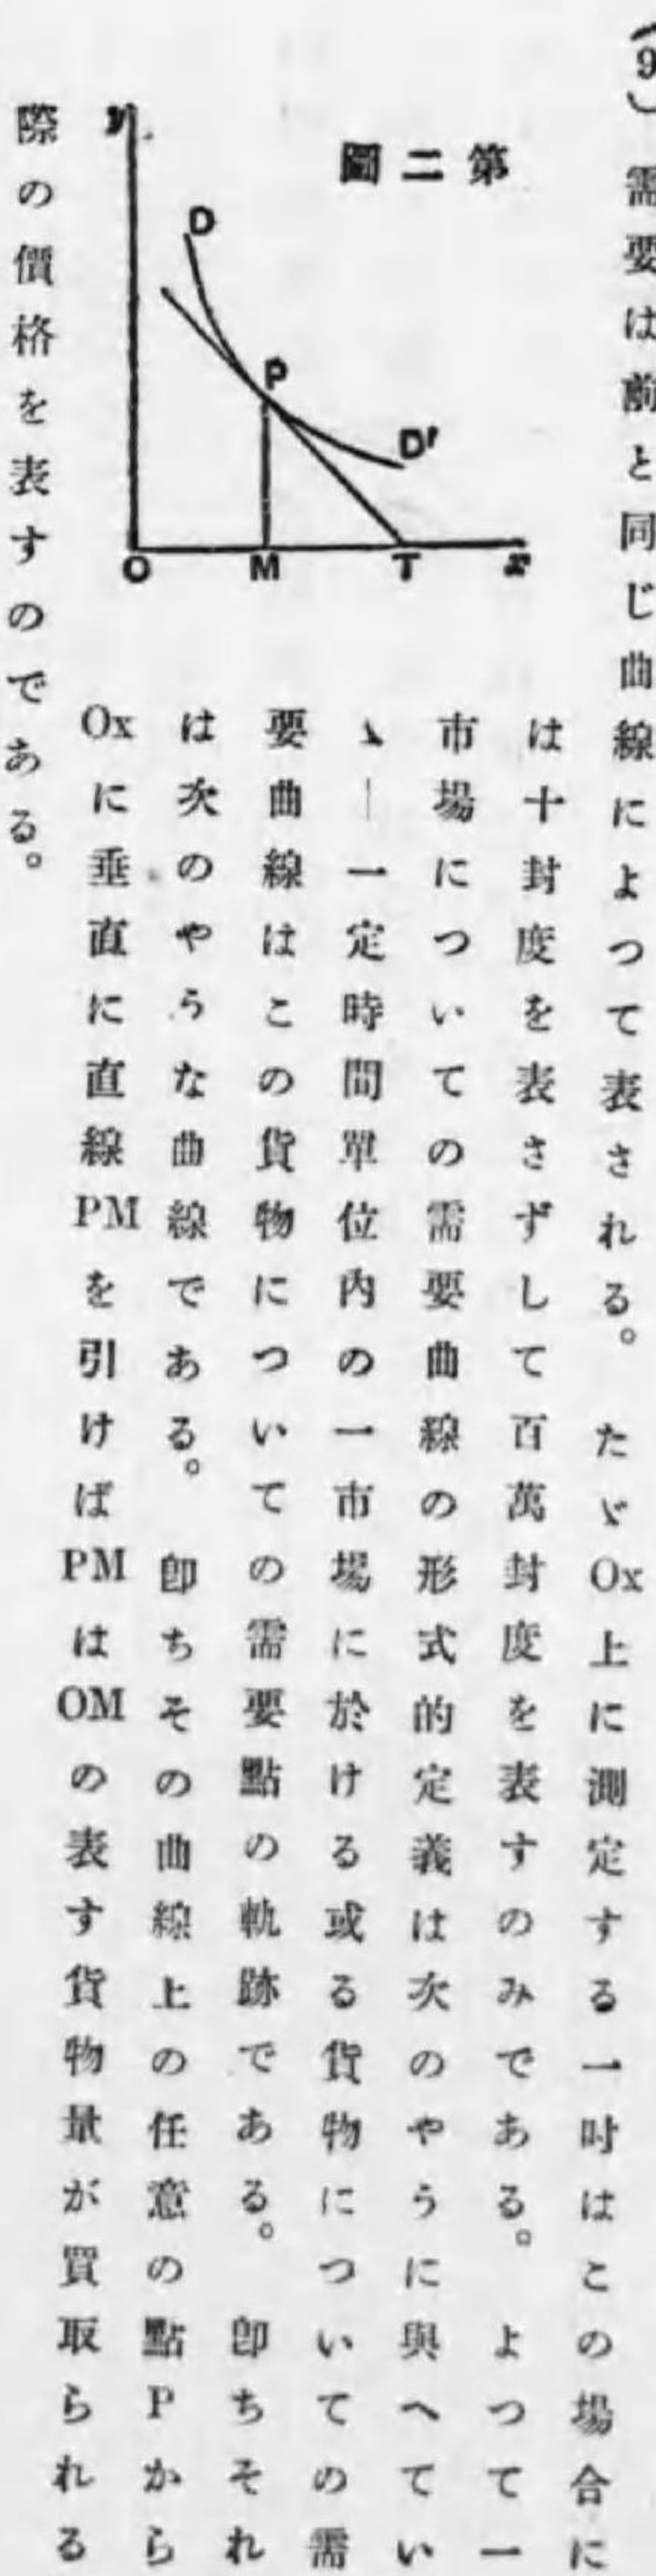 (9) 需要は前と同じ曲線によつて表される。 たゞOx上に測定する一吋はこの場合に
は十封度を表さずして百萬封度を表すのみである。 よつて一
市場についての需要曲線の形式的定義は次のやうに與へてい
ゝ―一定時間單位内の一市場に於ける或る貨物についての需
要曲線はこの貨物についての需要點の軌跡である。 卽ちそれ
は次のやうな曲線である。 卽ちその曲線上の任意の點Pから
Oxに垂直に直線PMを引けばPMはOMの表す貨物量が買取られる
際の價格を表すのである。
第二圖
y
D
P
D'
O
M
T
x